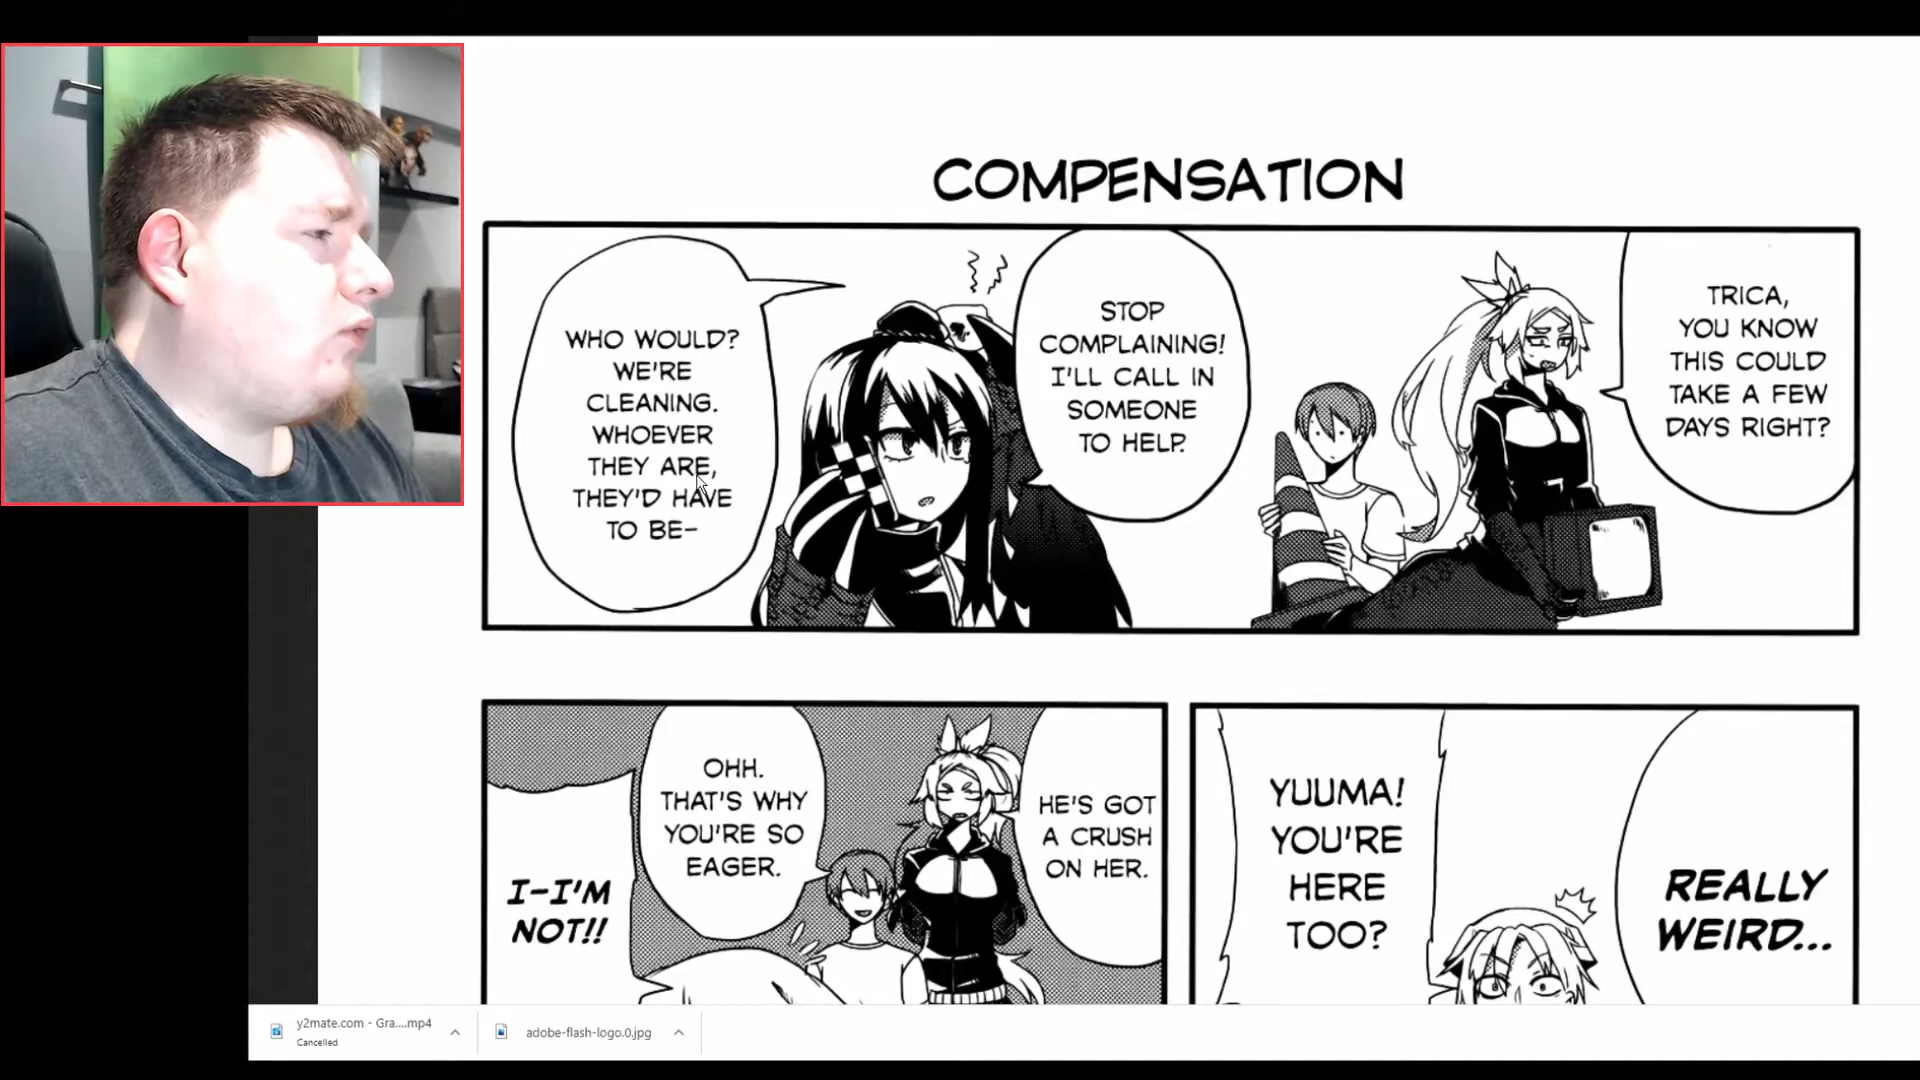 COMPENSATION
TRICA,
YOU KNOW
THIS COULD
TAKE A FEW
DAYS RIGHT?
STOP
COMPLAINING!
I'LL CALL IN
SOMEONE
TO HELP.
WHO WOULD?
WE'RE
CLEANING.
WHOEVER
THEY ARE,
THEY'D HAVE
TO BE-
REALLY
WEIRD...
YUUMA!
YOU'RE
HERE
TOO?
HE'S GOT
A CRUSH
ON HER.
OHH.
THAT'S WHY
YOU'RE SO
EAGER.
I-I'M
NOT!!
y2mate.com - Gra....mp4
Cancelled
adobe-flash-logo.0.jpg